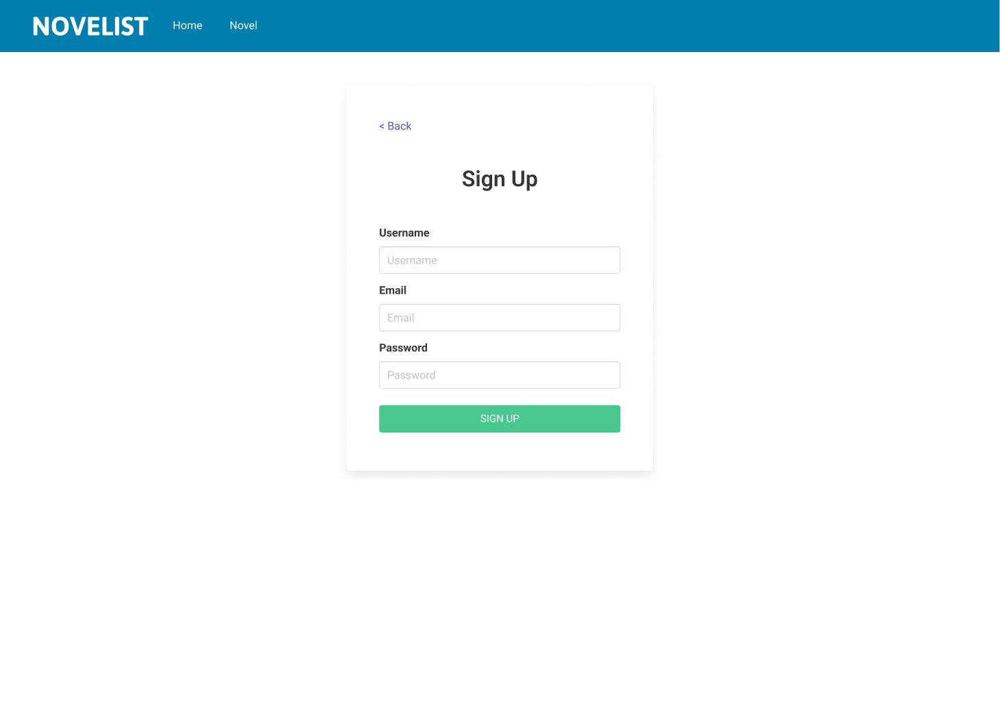 NOVELIST Home Novel
< Back
Sign Up
Username
Username
Email
Email
Password
Password
SIGN UP